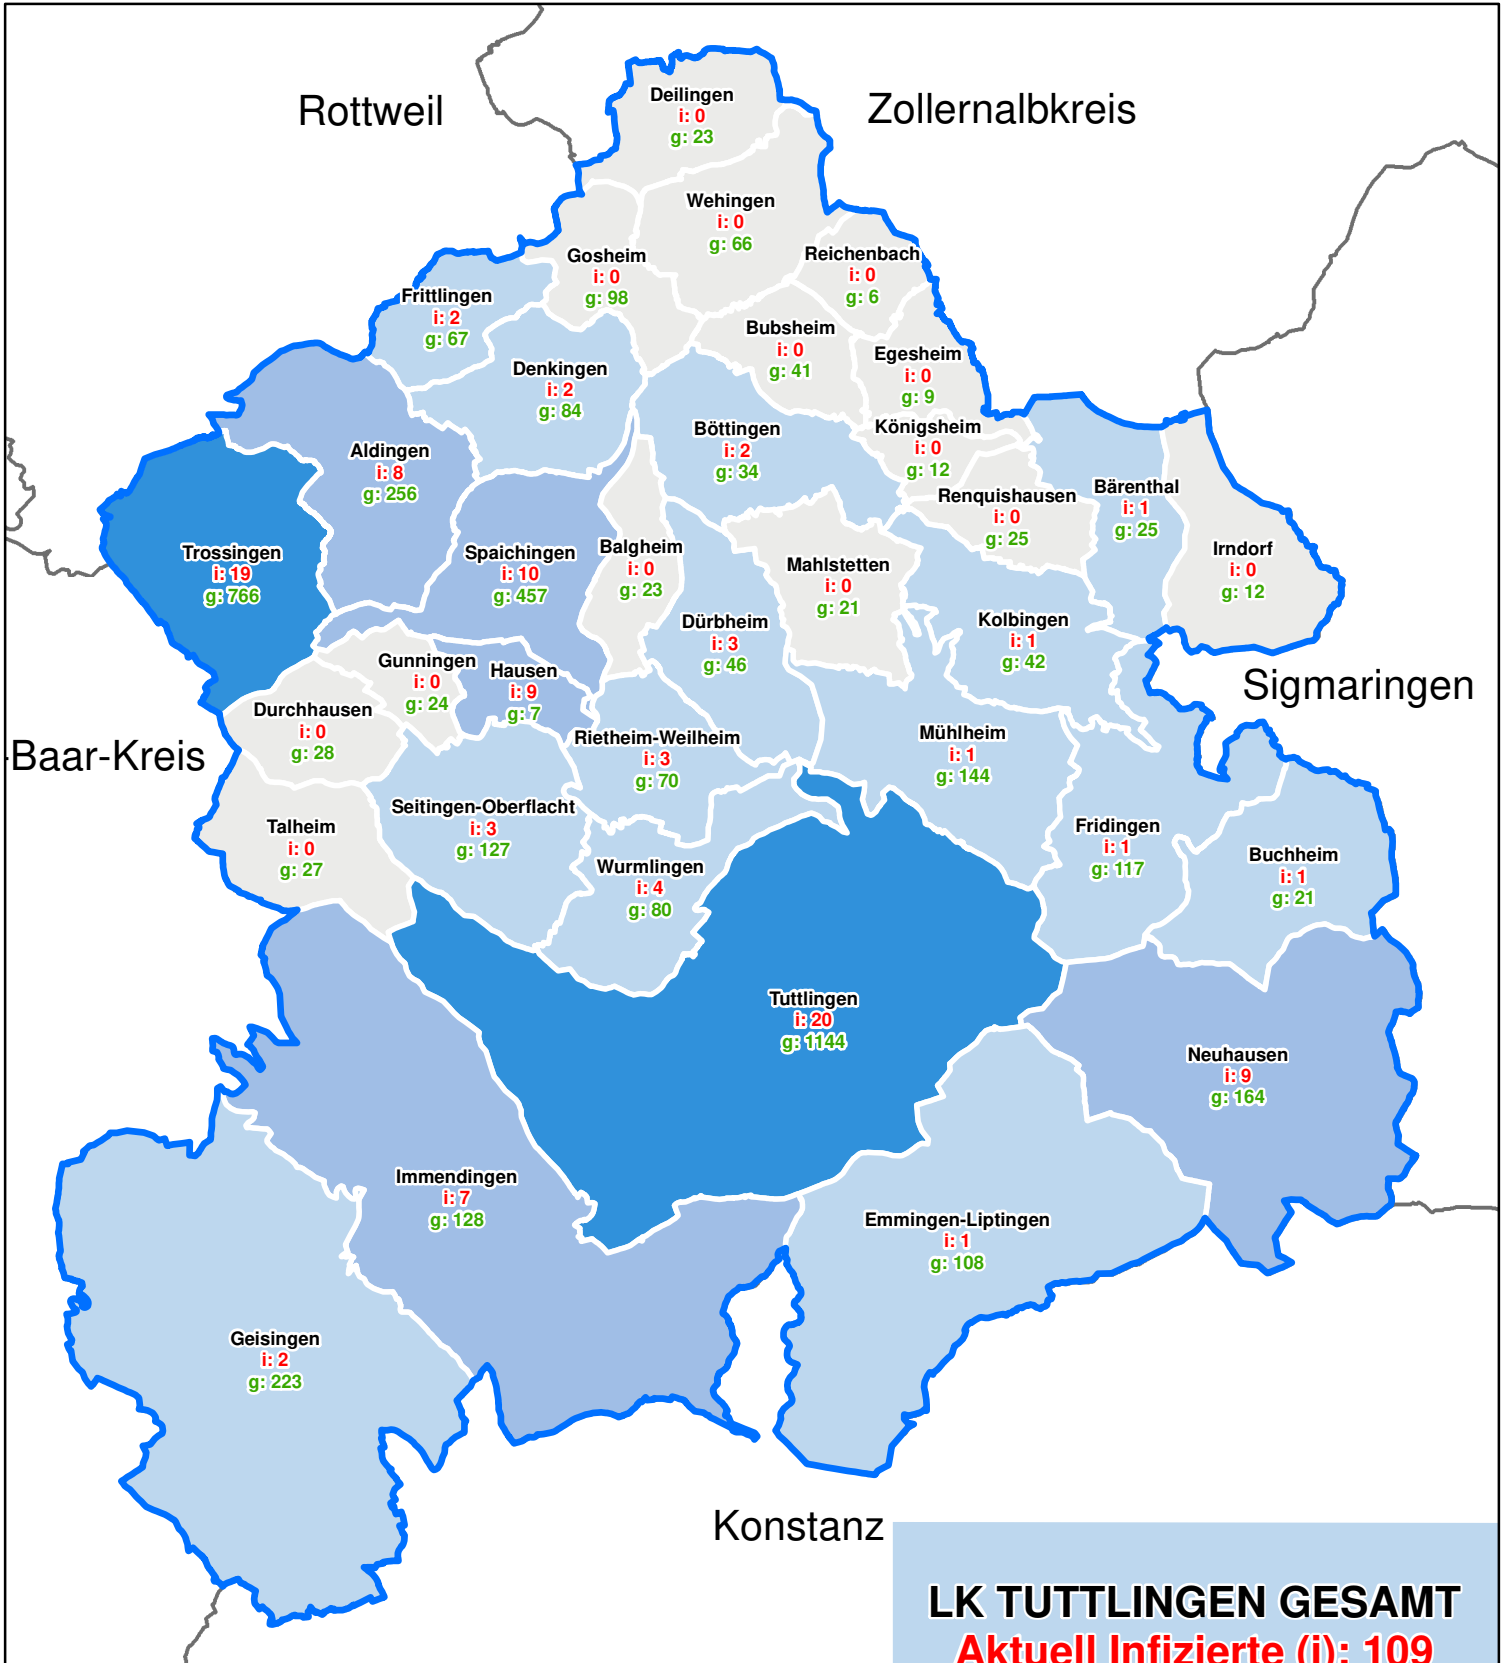 Rottweil
Zollernalbkreis
Deilingen
i: 0
g: 23
Wehingen
i: 0
g: 66
Gosheim
i: 0
g: 98
Reichenbach
i: 0
g: 6
Frittlingen
i: 2
g: 67
Bubsheim
i: 0
g: 41
Egesheim
i: 0
g: 9
Denkingen
i: 2
g: 84
Böttingen
i: 2
g: 34
Königsheim
i: 0
g: 12
Aldingen
i: 8
g: 256
Renquishausen
i: 0
g: 25
Bärenthal
i: 1
g: 25
Irndorf
i: 0
g: 12
Trossingen
i: 19
g: 766
Spaichingen
i: 10
g: 457
Balgheim
i: 0
g: 23
Mahlstetten
i: 0
g: 21
Dürbheim
i: 3
g: 46
Kolbingen
i: 1
g: 42
Gunningen
i: 0
g: 24
Hausen
i: 9
g: 7
Sigmaringen
Durchhausen
i: 0
g: 28
-Baar-Kreis
Rietheim-Weilheim
i: 3
g: 70
Mühlheim
i: 1
g: 144
Seitingen-Oberflacht
i: 3
g: 127
Talheim
i: 0
g: 27
Fridingen
i: 1
g: 117
Buchheim
i: 1
g: 21
Wurmlingen
i: 4
g: 80
Tuttlingen
i: 20
g: 1144
Neuhausen
i: 9
g: 164
Immendingen
i: 7
g: 128
Emmingen-Liptingen
i: 1
g: 108
Geisingen
i: 2
g: 223
Konstanz
LK TUTTLINGEN GESAMT
Aktuell Infizierte (i): 109